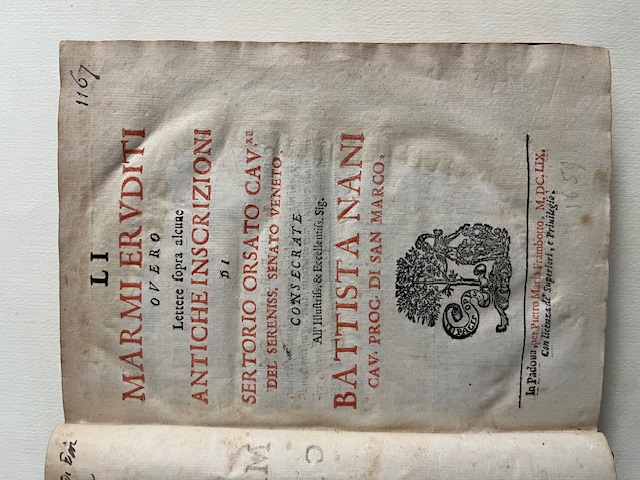 1167
LI
MARMI ERVDITI
OVERO
Lettere sopra alcune
ANTICHE INSCRIZIONI
DI
SERTORIO ORSATO CAV.RE
DEL SERENISS. SENATO VENETO.
CONSECRATE
All'Illustriss. & Eccellentiss. Sig.
BATTISTA NANI
CAV. PROC. DI SAN MARCO.
In Padoua, per Pietro Maria Frambotto, M.DC.LIX.
Con licenza de' Superiori, e Priuilegio.
1659